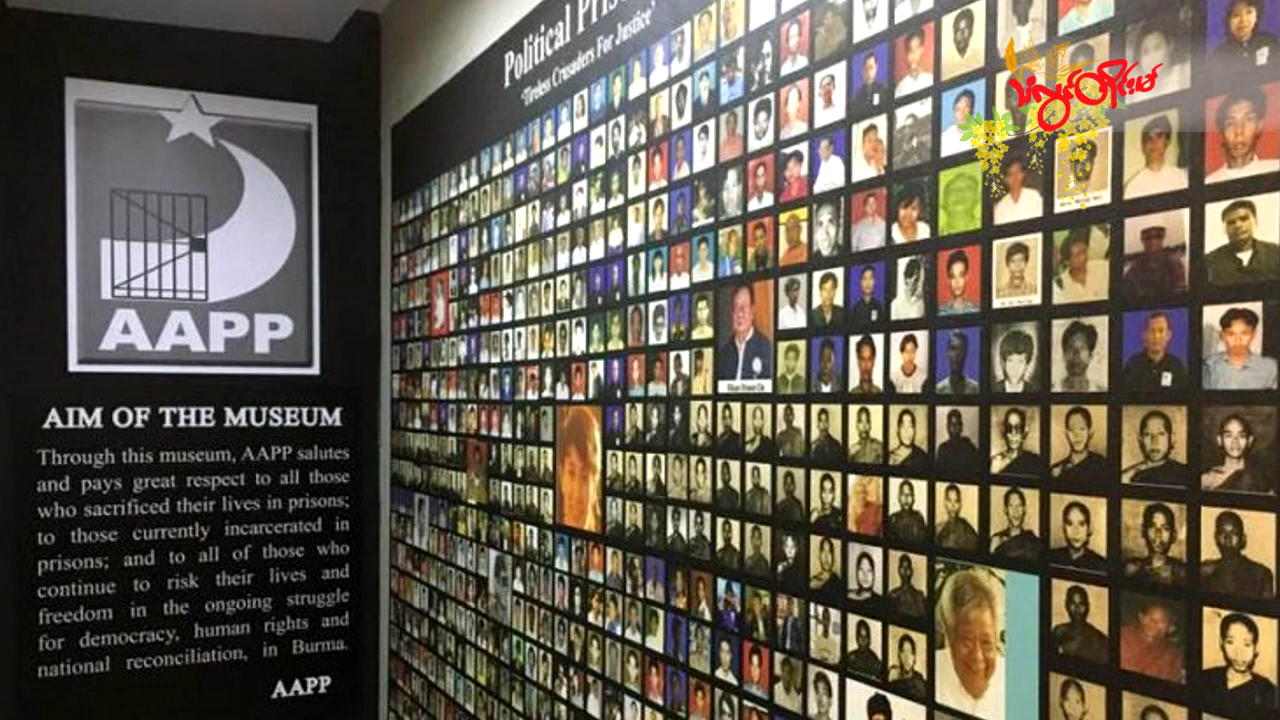 AAPP
AIM OF THE MUSEUM
Through this museum, AAPP salutes
and pays great respect to all those
who sacrificed their lives in prisons;
to those currently incarcerated in
prisons; and to all of those who
continue to risk their lives and
freedom in the ongoing struggle
for democracy, human rights and
national reconciliation, in Burma.
AAPP
Political
'Tireless Crusaders For Justice'